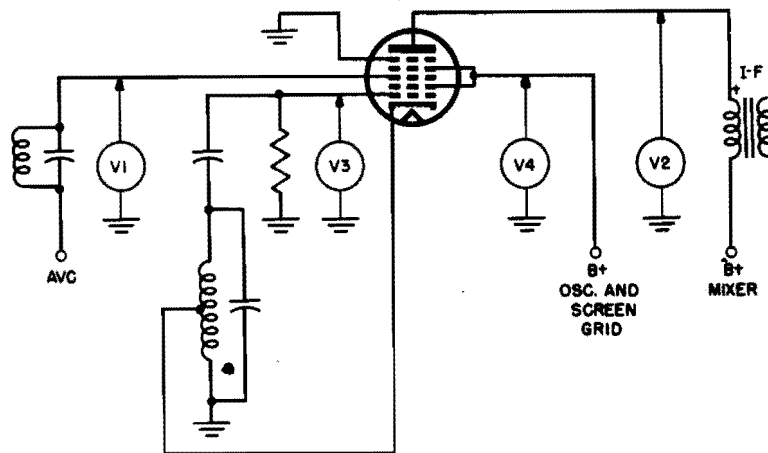 I-F
+
V1
V3
V4
V2
AVC
B+
OSC. AND
SCREEN
GRID
B+
MIXER